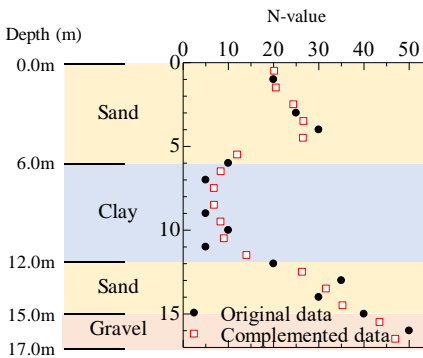 N-value
Depth (m)
0 10 20 30 40 50
0.0m 0
Sand
5
6.0m
Clay
10
12.0m
Sand
15.0m 15
Original data
Gravel
Complemented data
17.0m